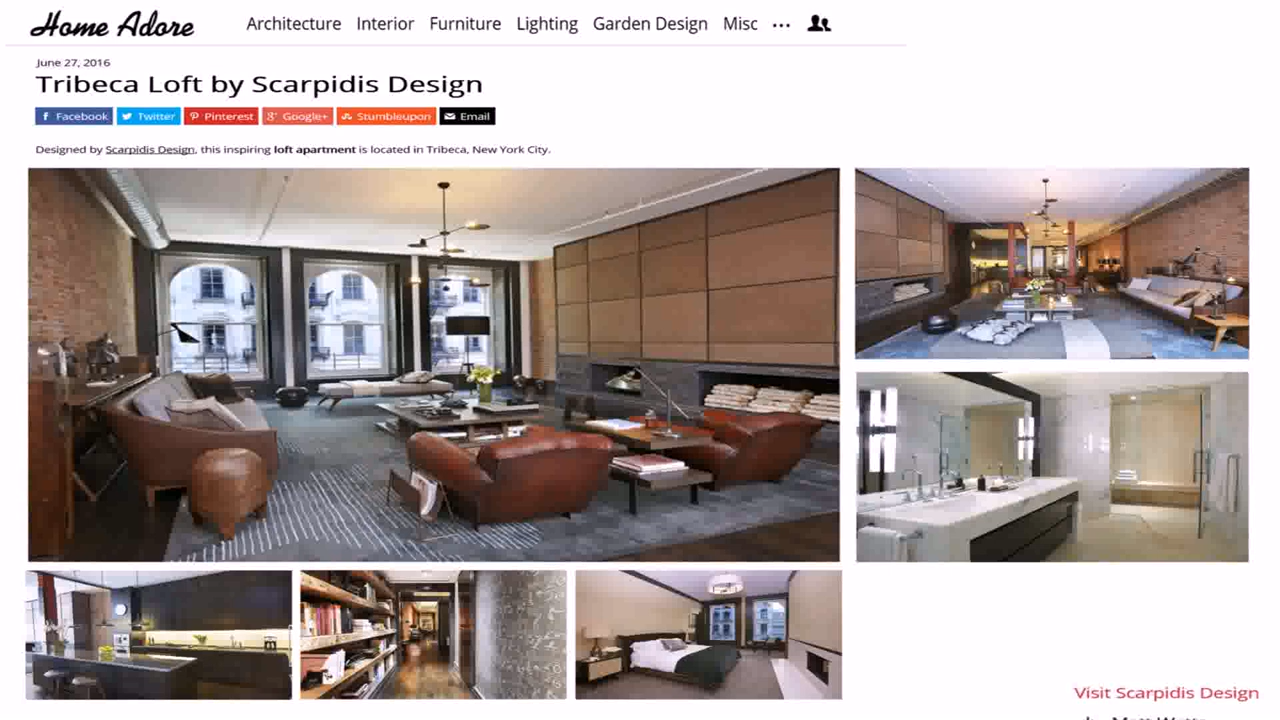 Home Adore
Architecture Interior Furniture Lighting Garden Design Misc ...
June 27, 2016
Tribeca Loft by Scarpidis Design
Facebook Twitter Pinterest Google+ Stumbleupon Email
Designed by Scarpidis Design, this inspiring loft apartment is located in Tribeca, New York City.
Visit Scarpidis Design